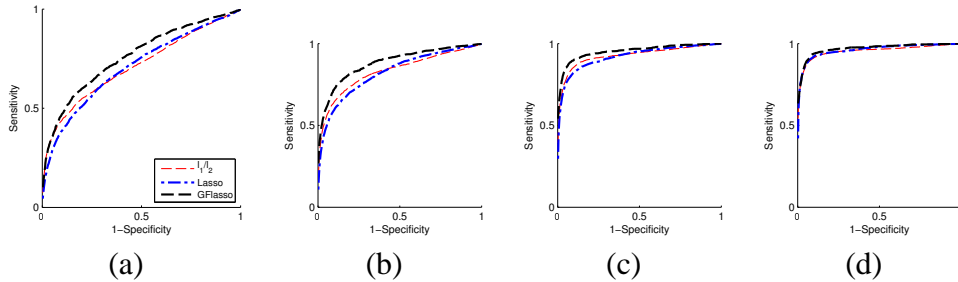 1
0.5
0
0
0.5
1
Sensitivity
1−Specificity
l1/l2
Lasso
GFlasso
(a)
1
0.5
0
0
0.5
1
Sensitivity
1−Specificity
(b)
1
0.5
0
0
0.5
1
Sensitivity
1−Specificity
(c)
1
0.5
0
0
0.5
1
Sensitivity
1−Specificity
(d)